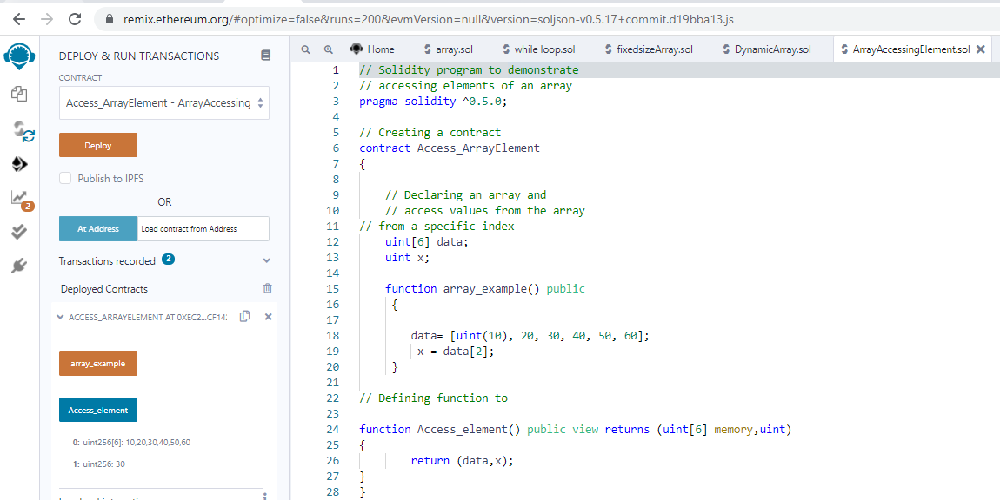 remix.ethereum.org/#optimize=false&runs=200&evmVersion=null&version=soljson-v0.5.17+commit.d19bba13.js
DEPLOY & RUN TRANSACTIONS
CONTRACT
Access_ArrayElement - ArrayAccessing
Deploy
Publish to IPFS
OR
At Address
Load contract from Address
Transactions recorded 2
Deployed Contracts
ACCESS_ARRAYELEMENT AT 0XEC2...CF14
array_example
Access_element
0: uint256[6]: 10,20,30,40,50,60
1: uint256: 30
2
Home
array.sol
while loop.sol
fixedsizeArray.sol
DynamicArray.sol
ArrayAccessingElement.sol
1 // Solidity program to demonstrate
2 // accessing elements of an array
3 pragma solidity ^0.5.0;
4
5 // Creating a contract
6 contract Access_ArrayElement
7 {
8
9 // Declaring an array and
10 // access values from the array
11 // from a specific index
12 uint[6] data;
13 uint x;
14
15 function array_example() public
16 {
17
18 data= [uint(10), 20, 30, 40, 50, 60];
19 x = data[2];
20 }
21
22 // Defining function to
23
24 function Access_element() public view returns (uint[6] memory,uint)
25 {
26 return (data,x);
27 }
28 }